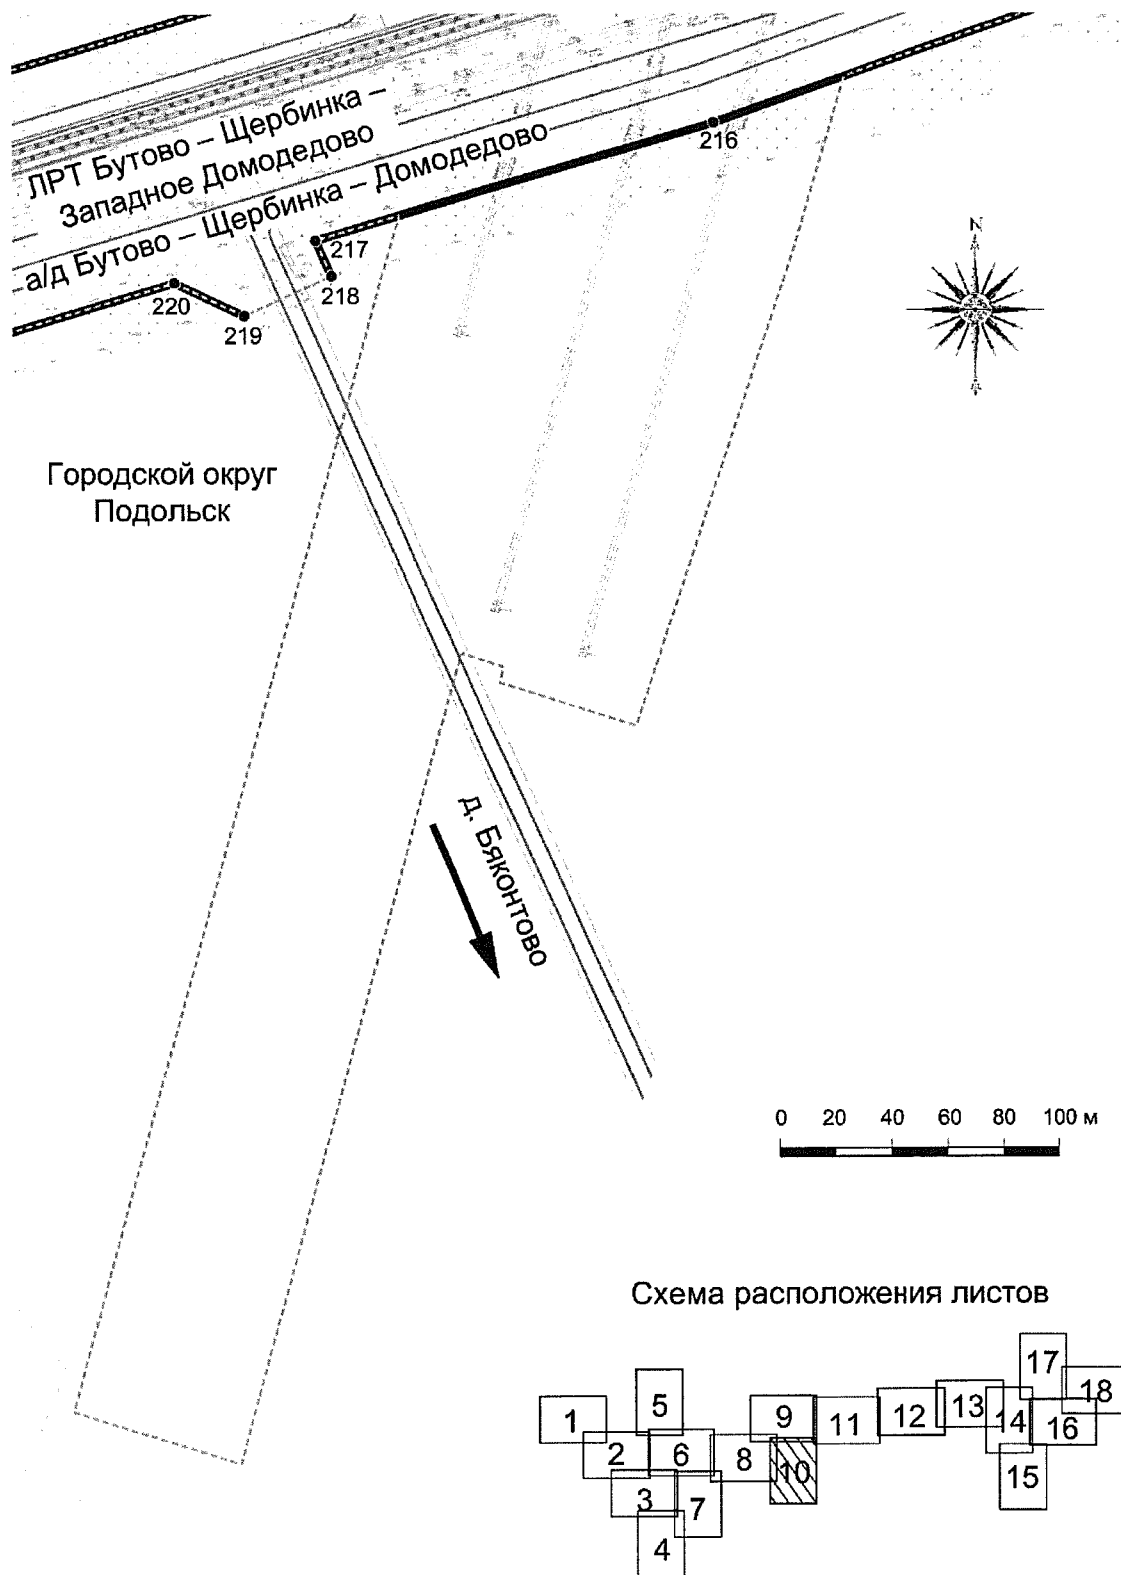 ЛРТ Бутово – Щербинка –
Западное Домодедово
а/д Бутово – Щербинка – Домодедово
216
217
218
220
219
N
Городской округ
Подольск
д. Бяконтово
0 20 40 60 80 100 м
Схема расположения листов
17
18
5
1
9
11
12
13
14
16
2
6
8
10
15
3
7
4